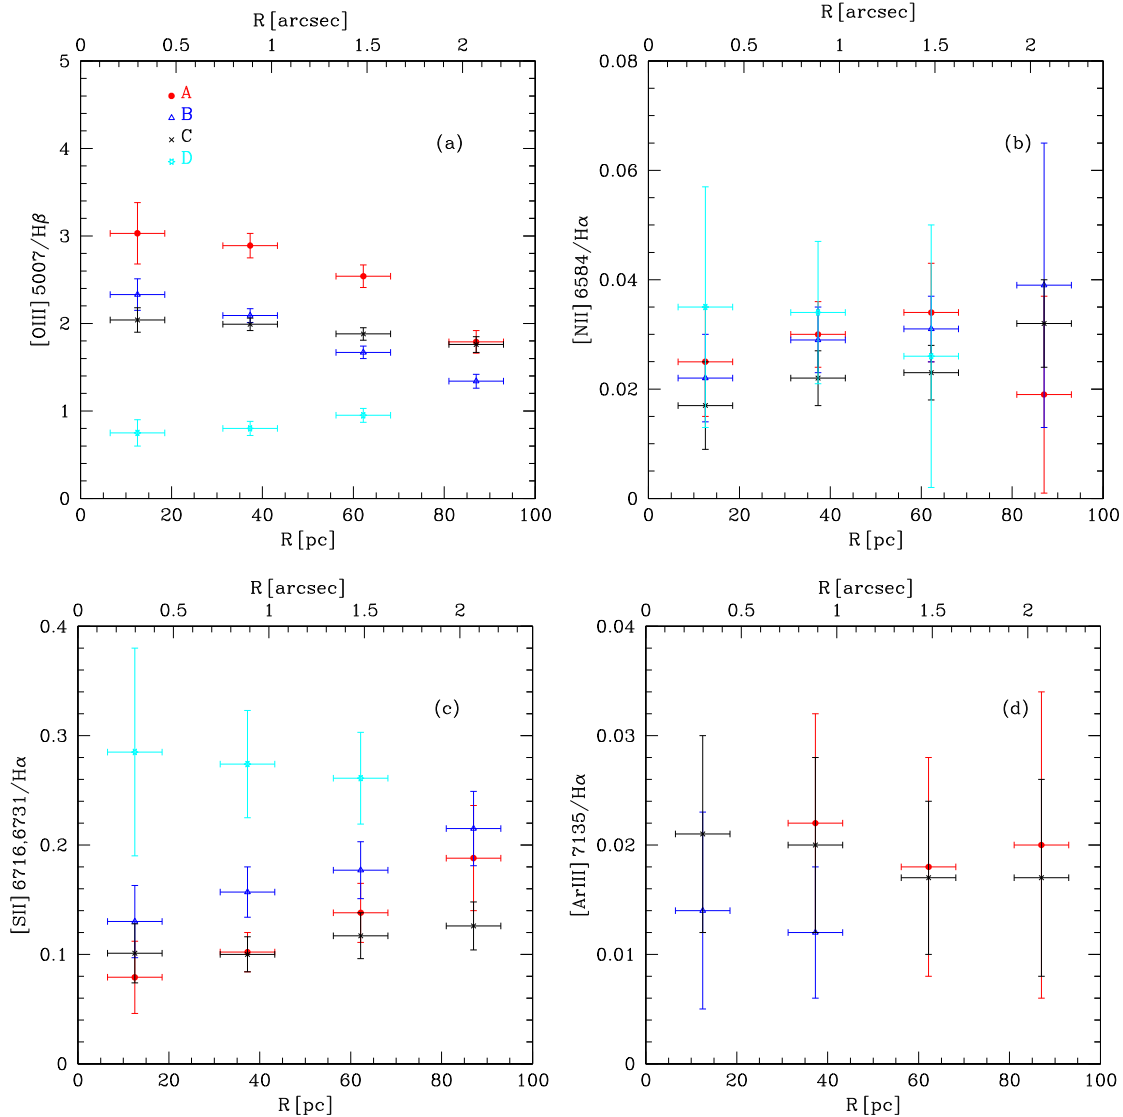 R [arcsec]
0 0.5 1 1.5 2
5
4
3
2
1
0
[OIII] 5007/Hβ
A
B
C
D
(a)
0 20 40 60 80 100
R [pc]
R [arcsec]
0 0.5 1 1.5 2
0.08
0.06
0.04
0.02
0
[NII] 6584/Hα
(b)
0 20 40 60 80 100
R [pc]
R [arcsec]
0 0.5 1 1.5 2
0.4
0.3
0.2
0.1
0
[SII] 6716,6731/Hα
(c)
0 20 40 60 80 100
R [pc]
R [arcsec]
0 0.5 1 1.5 2
0.04
0.03
0.02
0.01
0
[ArIII] 7135/Hα
(d)
0 20 40 60 80 100
R [pc]